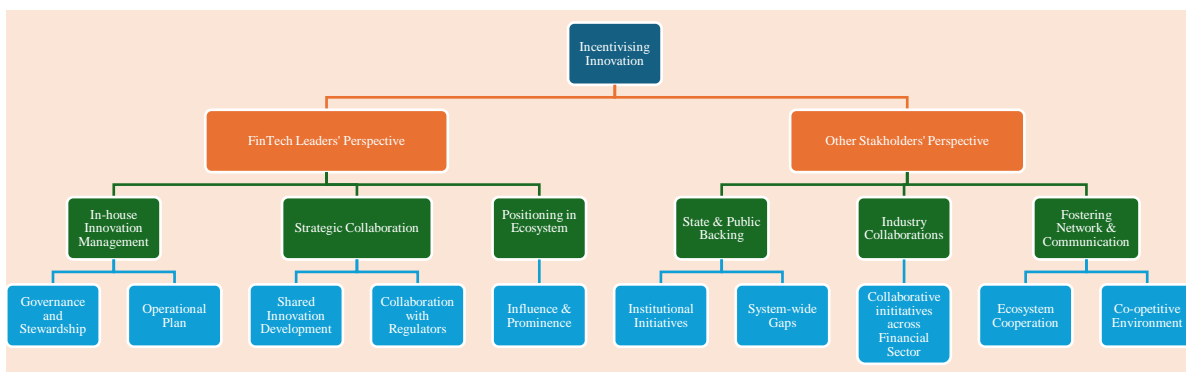 Incentivising
Innovation
FinTech Leaders' Perspective
Other Stakholders' Perspective
In-house
Innovation
Management
Strategic Collaboration
Positioning in
Ecosystem
State & Public
Backing
Industry
Collaborations
Fostering
Network &
Communication
Governance
and
Stewardship
Operational
Plan
Shared
Innovation
Development
Collaboration
with
Regulators
Influence &
Prominence
Institutional
Initiatives
System-wide
Gaps
Collaborative
inititatives
across
Financial
Sector
Ecosystem
Cooperation
Co-opetitive
Environment